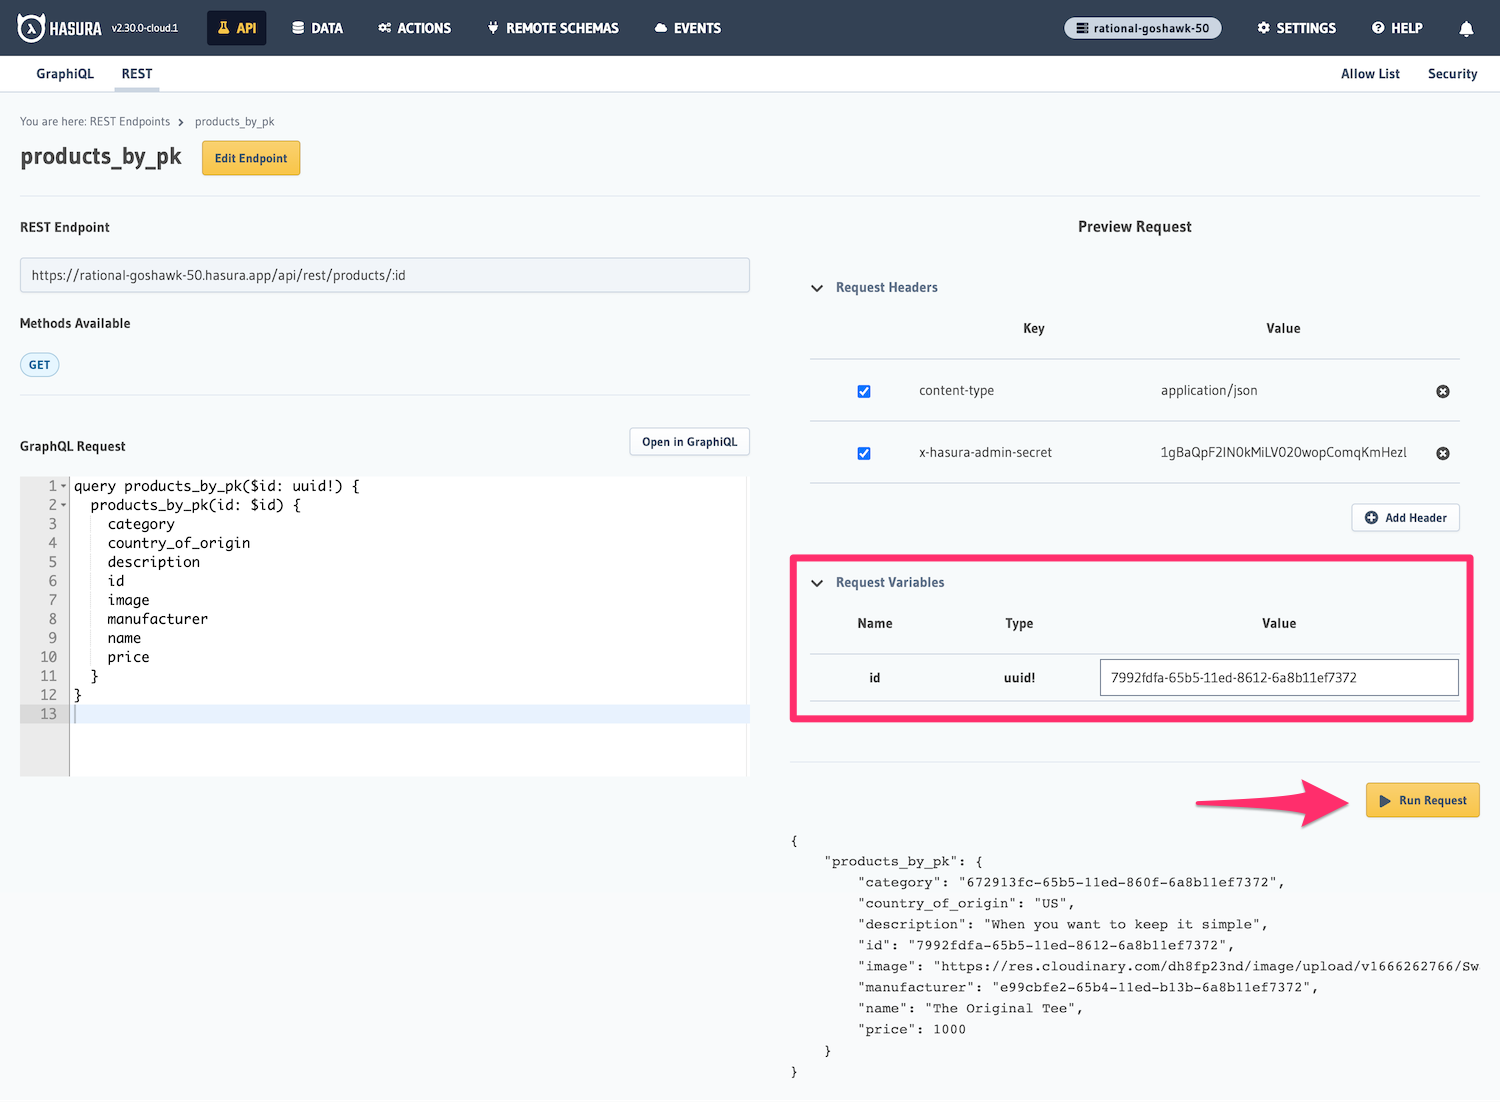 HASURA v2.30.0-cloud.1 API DATA ACTIONS REMOTE SCHEMAS EVENTS rational-goshawk-50 SETTINGS HELP
GraphiQL REST Allow List Security
You are here: REST Endpoints > products_by_pk
products_by_pk Edit Endpoint
REST Endpoint
https://rational-goshawk-50.hasura.app/api/rest/products/:id
Methods Available
GET
GraphQL Request Open in GraphiQL
1 query products_by_pk($id: uuid!) {
2 products_by_pk(id: $id) {
3 category
4 country_of_origin
5 description
6 id
7 image
8 manufacturer
9 name
10 price
11 }
12 }
13
Preview Request
Request Headers
Key Value
content-type application/json
x-hasura-admin-secret 1gBaQpF2IN0kMiLV02OwopComqKmHezl
Add Header
Request Variables
Name Type Value
id uuid! 7992fdfa-65b5-11ed-8612-6a8b11ef7372
Run Request
{
"products_by_pk": {
"category": "672913fc-65b5-11ed-860f-6a8b11ef7372",
"country_of_origin": "US",
"description": "When you want to keep it simple",
"id": "7992fdfa-65b5-11ed-8612-6a8b11ef7372",
"image": "https://res.cloudinary.com/dh8fp23nd/image/upload/v1666262766/Sw
"manufacturer": "e99cbfe2-65b4-11ed-b13b-6a8b11ef7372",
"name": "The Original Tee",
"price": 1000
}
}